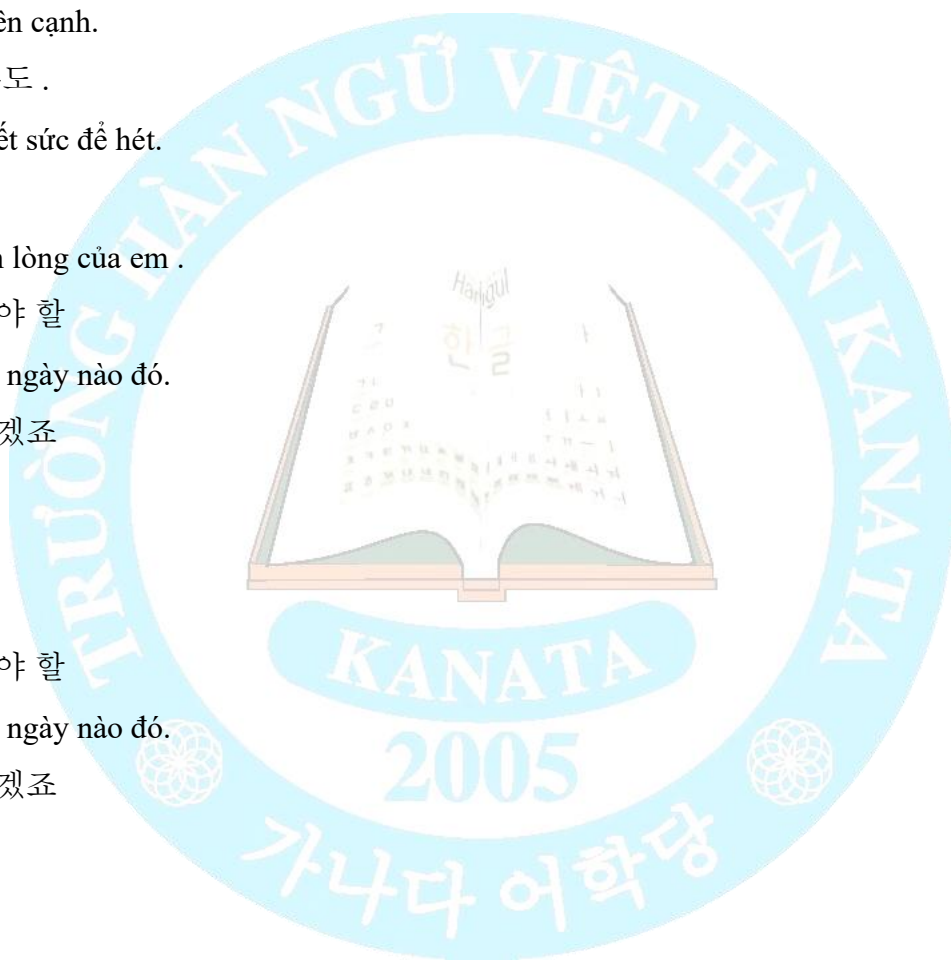 ên cạnh.
도 .
ết sức để hét.
lòng của em .
야 할
ngày nào đó.
겠죠
야 할
ngày nào đó.
겠죠
TRƯỜNG HÀN NGỮ VIỆT HÀN KANATA
Hangul
한글
KANATA
2005
가나다 어학당